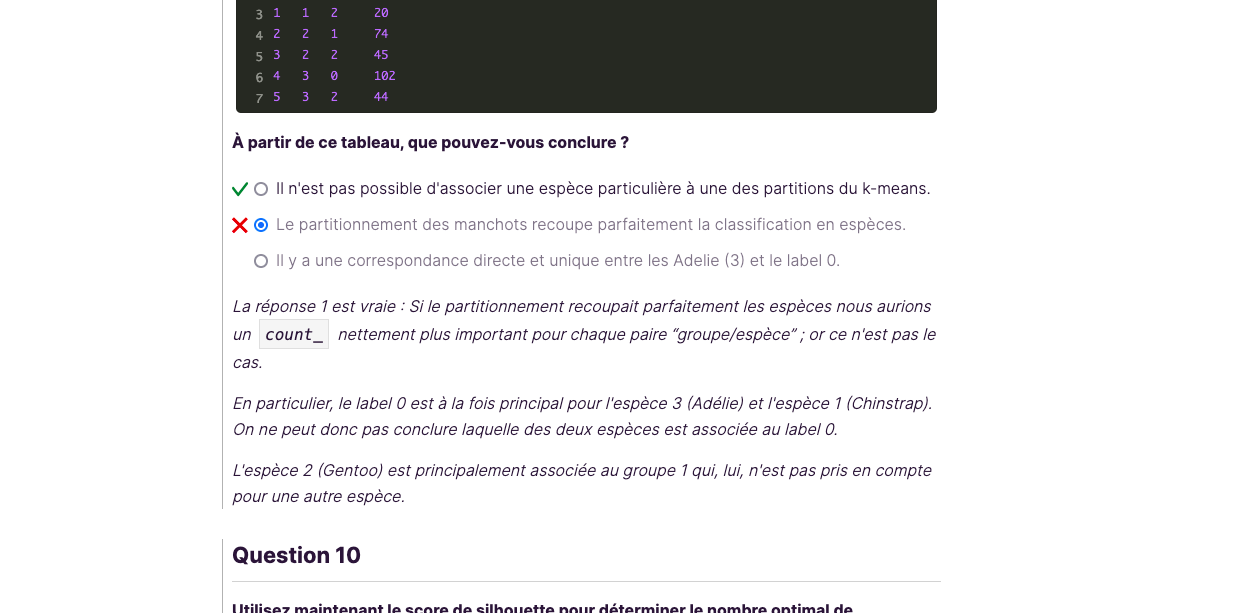 3 1 1 2 20
4 2 2 1 74
5 3 2 2 45
6 4 3 0 102
7 5 3 2 44
À partir de ce tableau, que pouvez-vous conclure ?
Il n'est pas possible d'associer une espèce particulière à une des partitions du k-means.
Le partitionnement des manchots recoupe parfaitement la classification en espèces.
Il y a une correspondance directe et unique entre les Adelie (3) et le label 0.
La réponse 1 est vraie : Si le partitionnement recoupait parfaitement les espèces nous aurions
un count_ nettement plus important pour chaque paire “groupe/espèce” ; or ce n'est pas le
cas.
En particulier, le label 0 est à la fois principal pour l'espèce 3 (Adélie) et l'espèce 1 (Chinstrap).
On ne peut donc pas conclure laquelle des deux espèces est associée au label 0.
L'espèce 2 (Gentoo) est principalement associée au groupe 1 qui, lui, n'est pas pris en compte
pour une autre espèce.
Question 10
Utilisez maintenant le score de silhouette pour déterminer le nombre optimal de